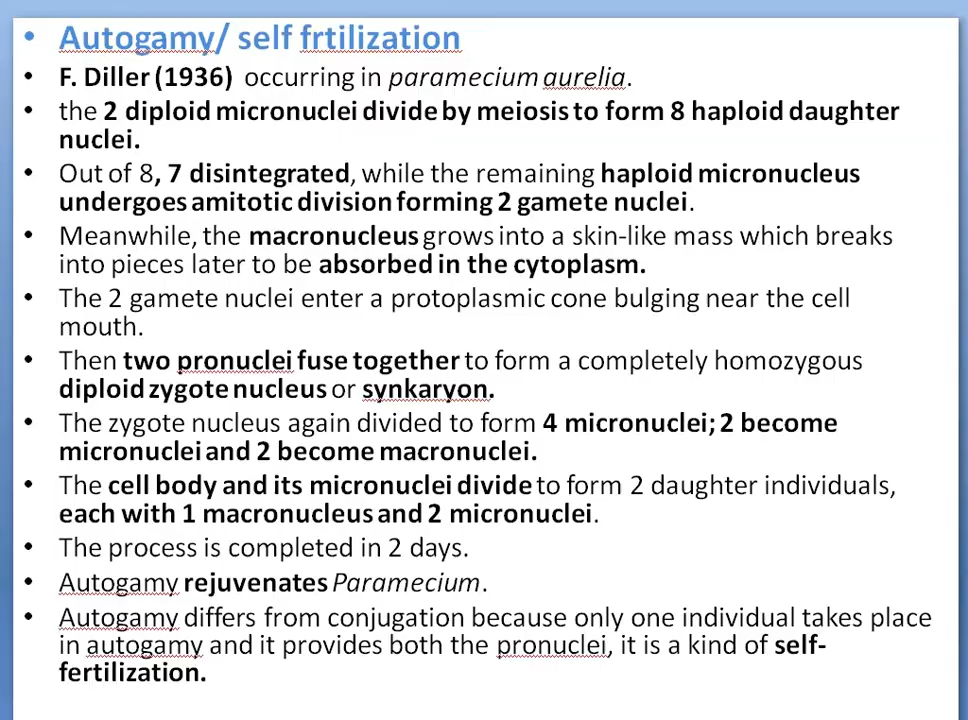 • Autogamy/ self frtilization
• F. Diller (1936) occurring in paramecium aurelia.
• the 2 diploid micronuclei divide by meiosis to form 8 haploid daughter
nuclei.
• Out of 8, 7 disintegrated, while the remaining haploid micronucleus
undergoes amitotic division forming 2 gamete nuclei.
• Meanwhile, the macronucleus grows into a skin-like mass which breaks
into pieces later to be absorbed in the cytoplasm.
• The 2 gamete nuclei enter a protoplasmic cone bulging near the cell
mouth.
• Then two pronuclei fuse together to form a completely homozygous
diploid zygote nucleus or synkaryon.
• The zygote nucleus again divided to form 4 micronuclei; 2 become
micronuclei and 2 become macronuclei.
• The cell body and its micronuclei divide to form 2 daughter individuals,
each with 1 macronucleus and 2 micronuclei.
• The process is completed in 2 days.
• Autogamy rejuvenates Paramecium.
• Autogamy differs from conjugation because only one individual takes place
in autogamy and it provides both the pronuclei, it is a kind of self-
fertilization.